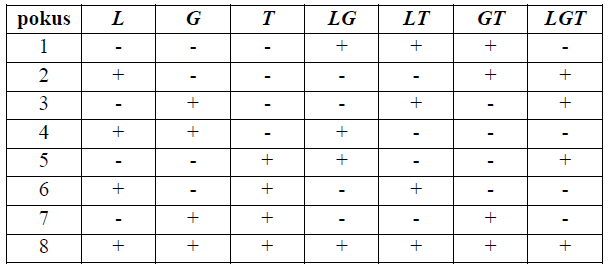 pokus L G T LG LT GT LGT
1 - - - + + + -
2 + - - - - + +
3 - + - - + - +
4 + + - + - - -
5 - - + + - - +
6 + - + - + - -
7 - + + - - + -
8 + + + + + + +